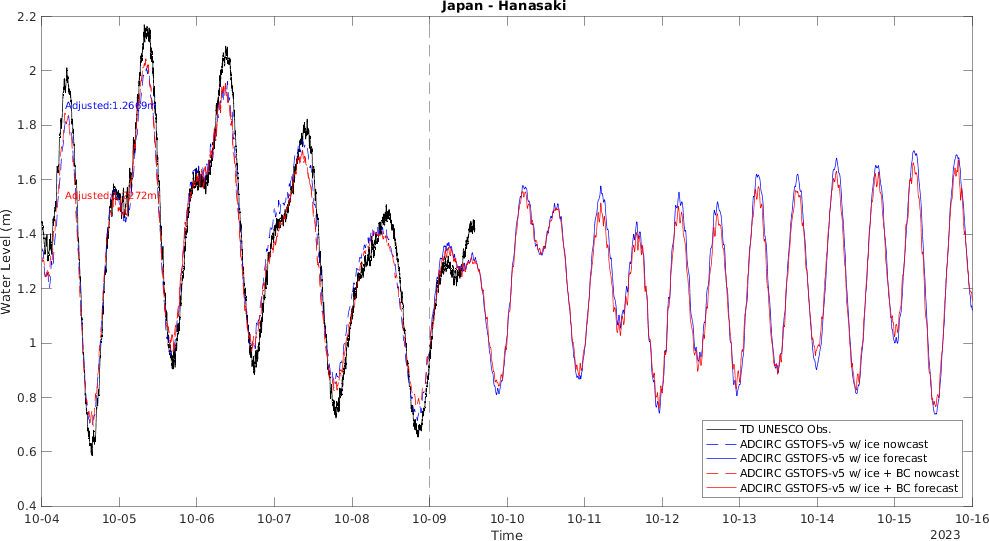 Japan - Hanasaki
Water Level (m)
2.2
2
1.8
1.6
1.4
1.2
1
0.8
0.6
0.4
Adjusted:1.2669m
TD UNESCO Obs.
ADCIRC GSTOFS-v5 w/ ice nowcast
ADCIRC GSTOFS-v5 w/ ice forecast
ADCIRC GSTOFS-v5 w/ ice + BC nowcast
ADCIRC GSTOFS-v5 w/ ice + BC forecast
10-04 10-05 10-06 10-07 10-08 10-09 10-10 10-11 10-12 10-13 10-14 10-15 10-16
Time
2023